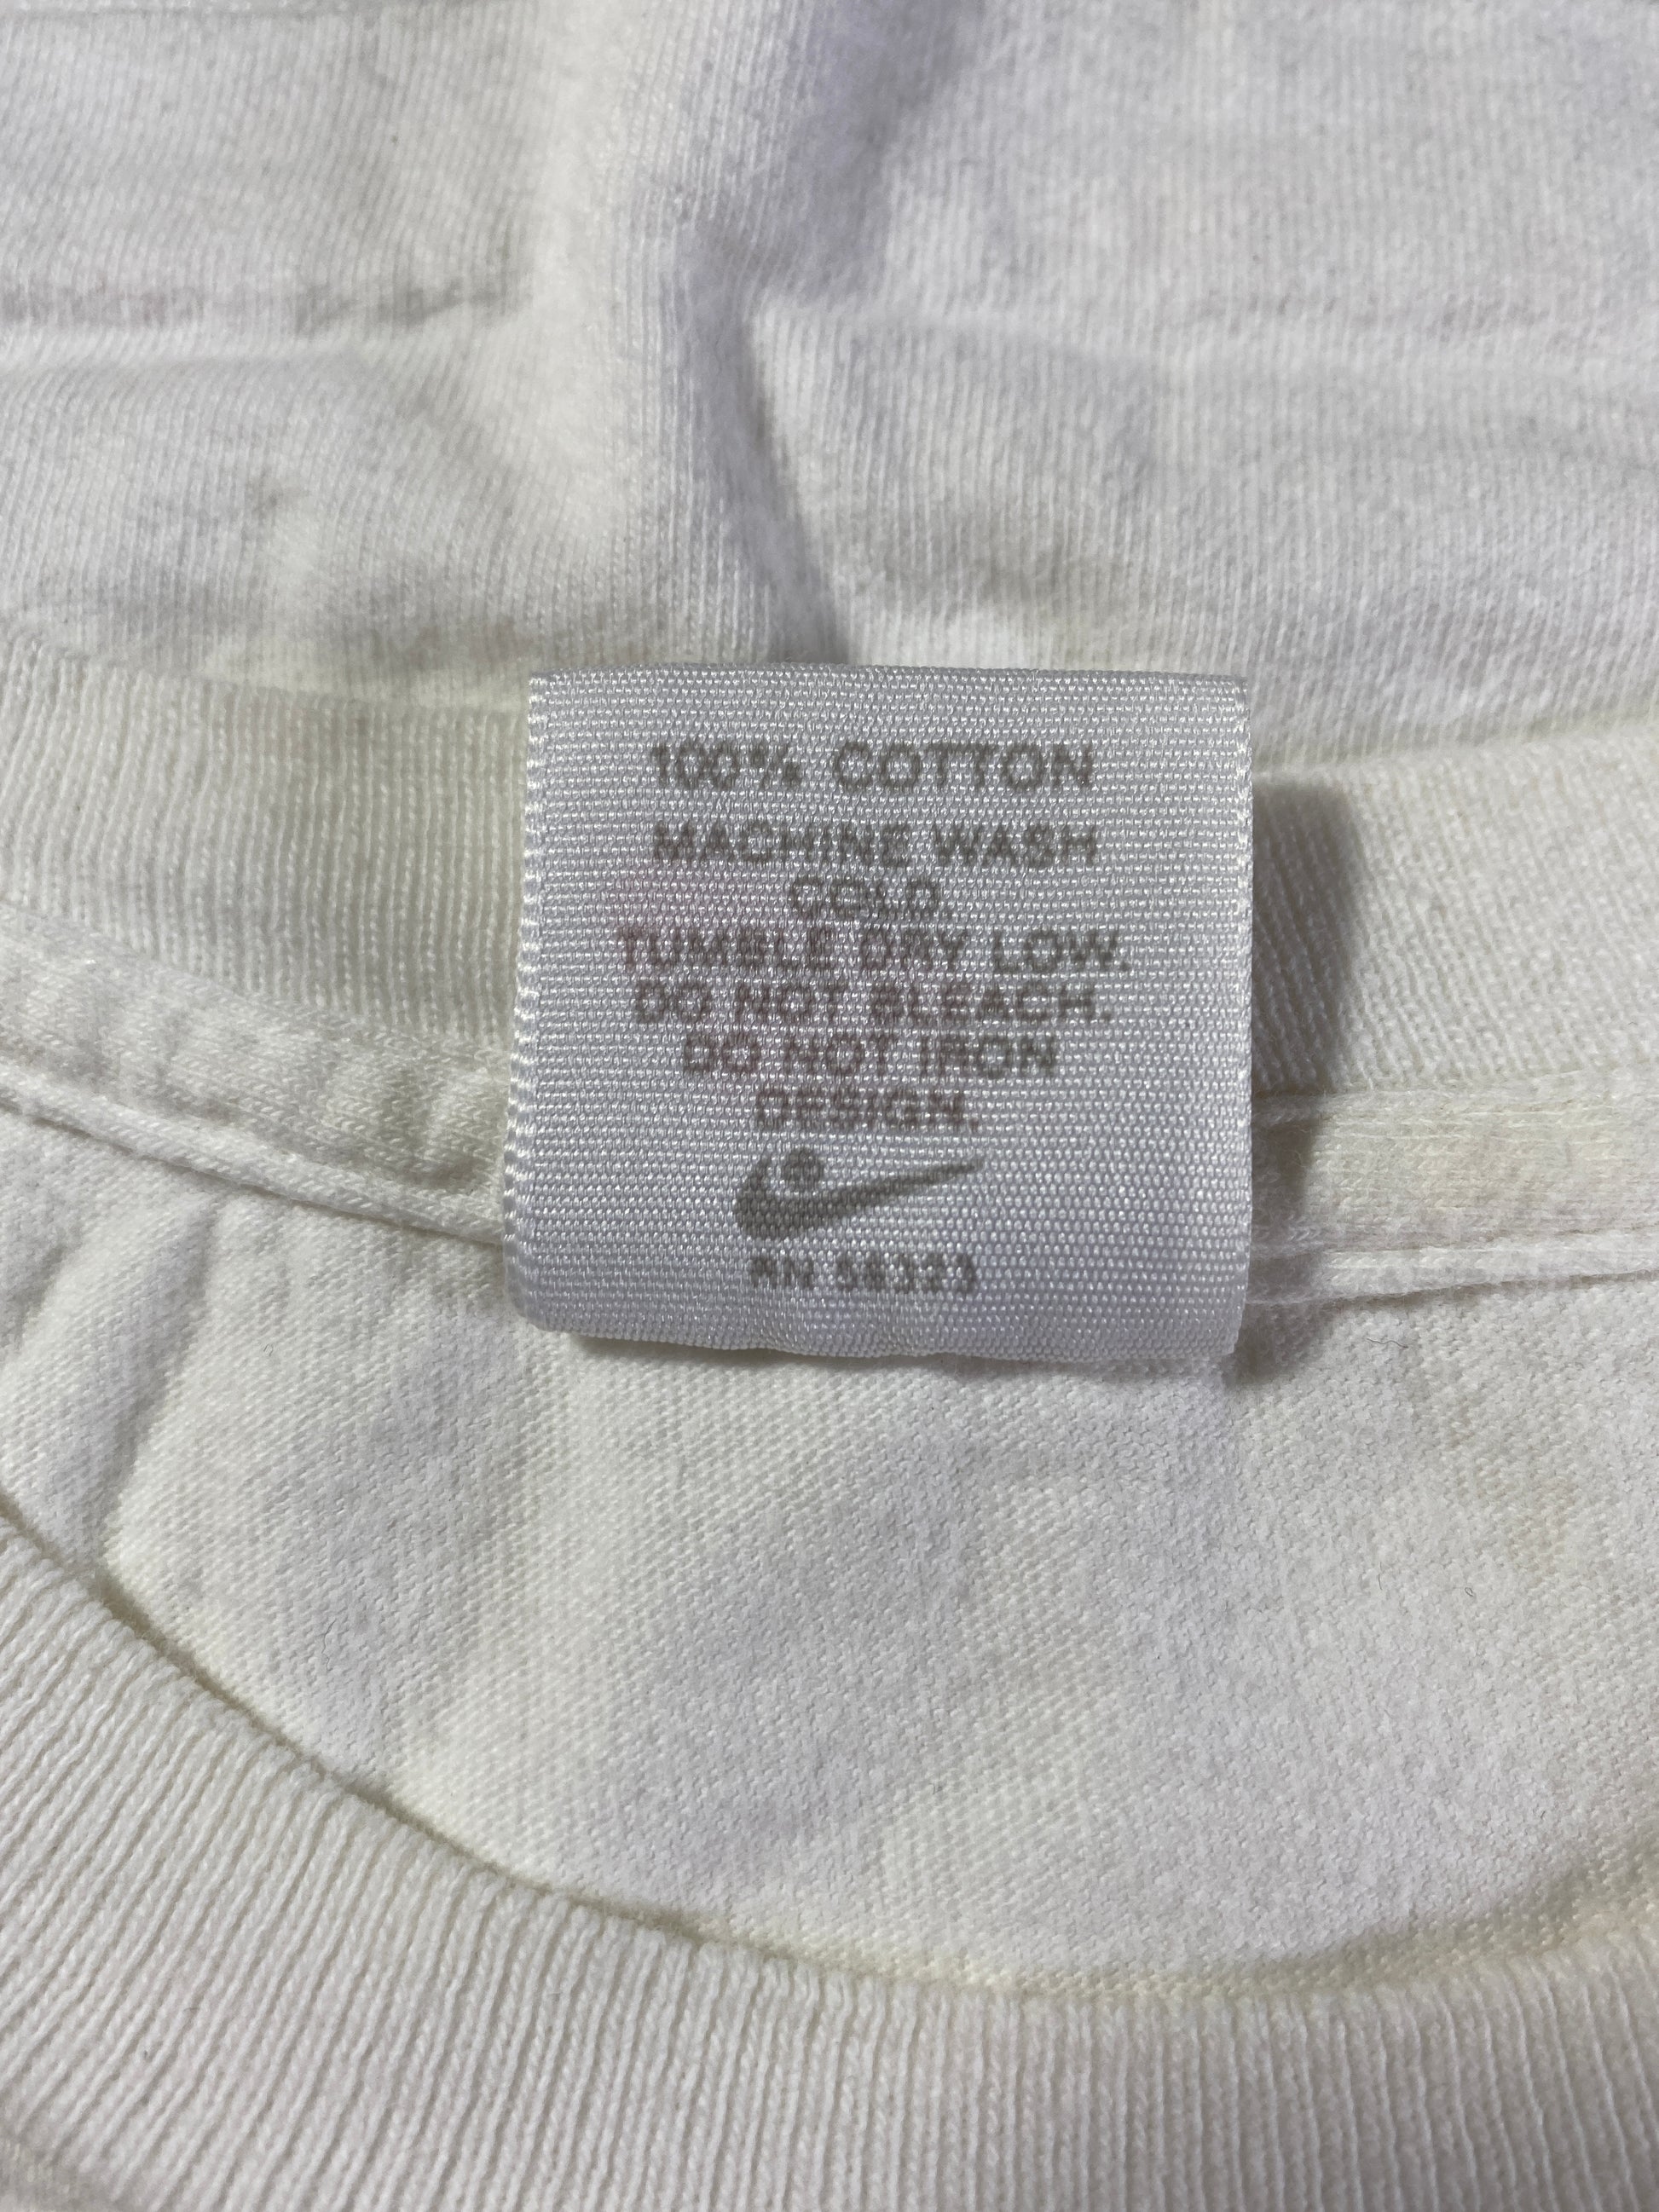 100% COTTON
MACHINE WASH
COLD.
TUMBLE DRY LOW.
DO NOT BLEACH.
DO NOT IRON
DESIGN.
RN 56323